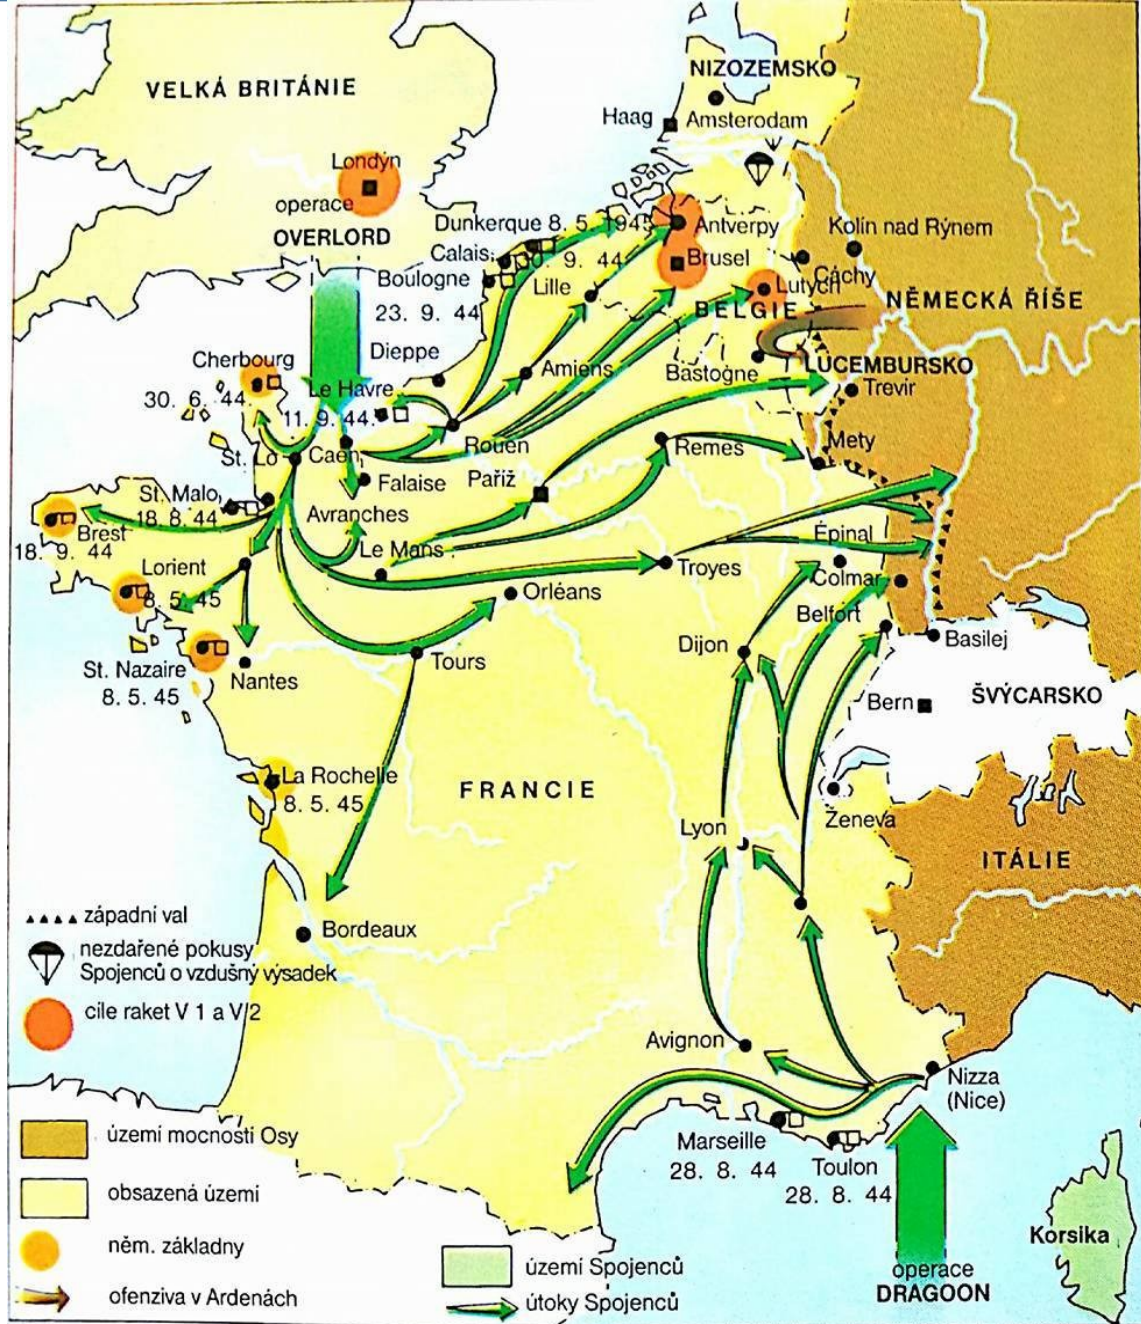 VELKÁ BRITÁNIE
NIZOZEMSKO
Haag
Amsterodam
Londýn
operace
OVERLORD
Dunkerque 8. 5. 1945
Antverpy
Kolín nad Rýnem
Calais
9. 44
Brusel
Cáchy
Boulogne
23. 9. 44
Lille
Lutych
BELGIE
NĚMECKÁ ŘÍŠE
Dieppe
Cherbourg
30. 6. 44
Le Havre
11. 9. 44
Amiens
Bastogne
LUCEMBURSKO
Trevír
Rouen
Remeš
Mety
St. Lo
Caen
Falaise
Paříž
St. Malo
18. 8. 44
Avranches
Brest
18. 9. 44
Le Mans
Épinal
Lorient
8. 5. 45
Troyes
Colmar
Orléans
Belfort
Basilej
St. Nazaire
8. 5. 45
Nantes
Tours
Dijon
Bern
ŠVÝCARSKO
La Rochelle
8. 5. 45
FRANCIE
Lyon
Ženeva
ITÁLIE
Bordeaux
západní val
nezdařené pokusy
Spojenců o vzdušný výsadek
cíle raket V 1 a V 2
Avignon
Nizza
(Nice)
Marseille
28. 8. 44
Toulon
28. 8. 44
území mocností Osy
obsazená území
něm. základny
ofenziva v Ardenách
území Spojenců
útoky Spojenců
operace
DRAGOON
Korsika